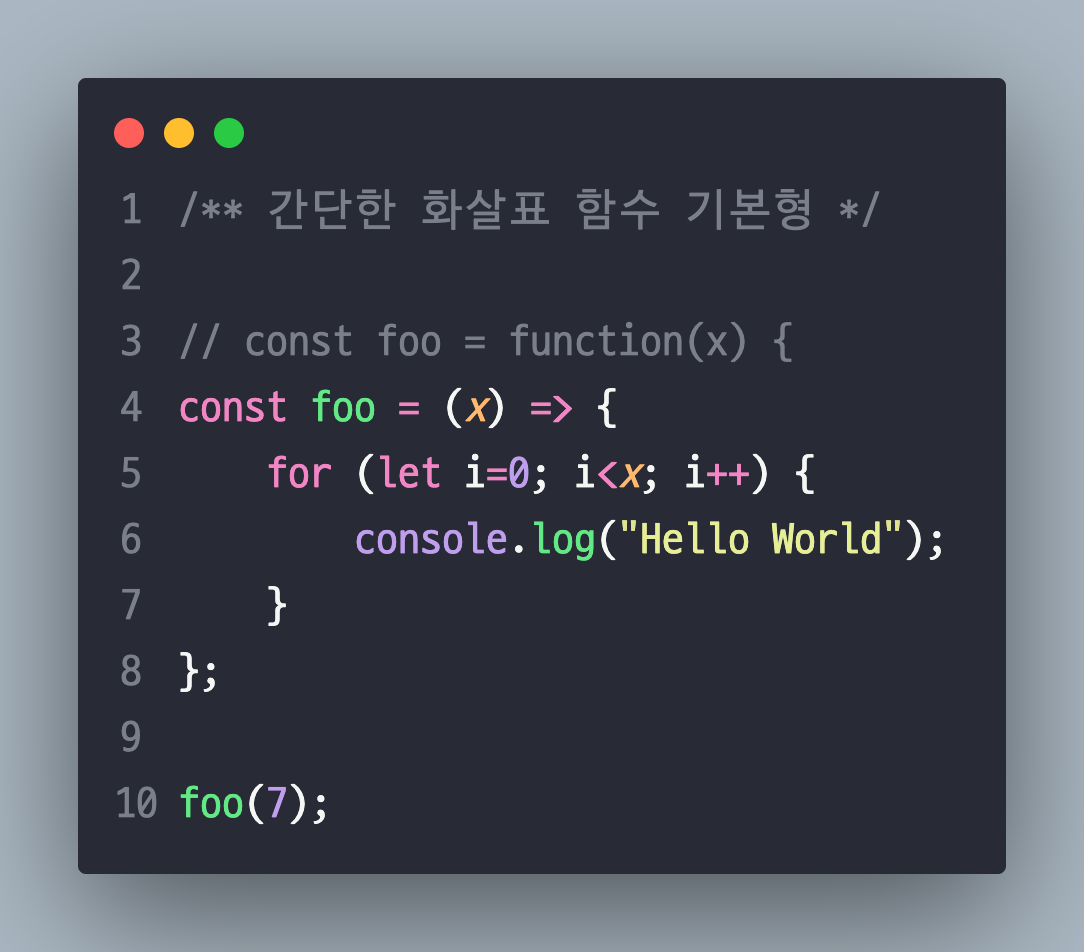 1 /** 간단한 화살표 함수 기본형 */
2
3 // const foo = function(x) {
4 const foo = (x) => {
5     for (let i=0; i<x; i++) {
6         console.log("Hello World");
7     }
8 };
9
10 foo(7);